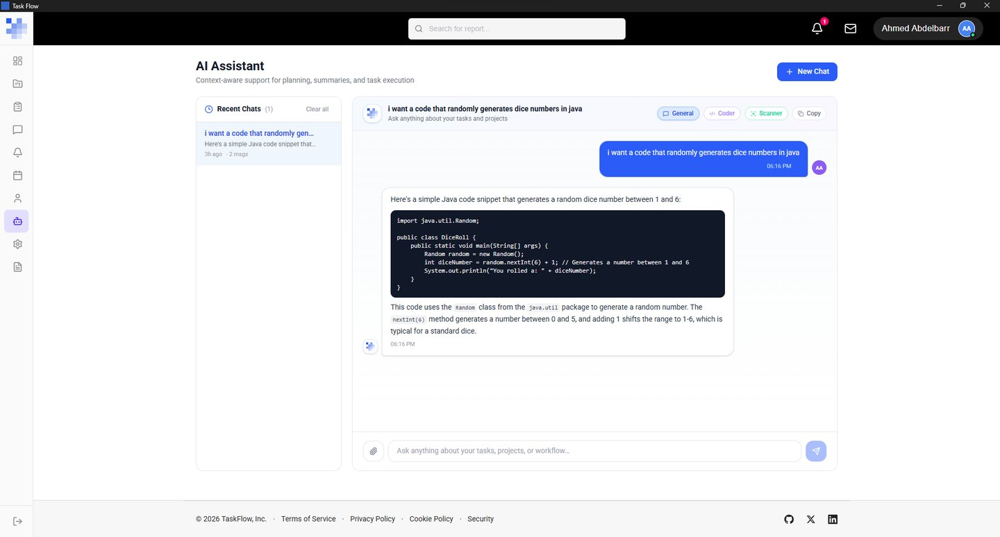 Task Flow
Search for report...
1
Ahmed Abdelbarr
AA
AI Assistant
Context-aware support for planning, summaries, and task execution
New Chat
Recent Chats (1)
Clear all
i want a code that randomly gen...
Here's a simple Java code snippet that...
3h ago · 2 msgs
i want a code that randomly generates dice numbers in java
Ask anything about your tasks and projects
General
Coder
Scanner
Copy
i want a code that randomly generates dice numbers in java
06:16 PM
AA
Here's a simple Java code snippet that generates a random dice number between 1 and 6:
import java.util.Random;
public class DiceRoll {
    public static void main(String[] args) {
        Random random = new Random();
        int diceNumber = random.nextInt(6) + 1; // Generates a number between 1 and 6
        System.out.println("You rolled a: " + diceNumber);
    }
}
This code uses the Random class from the java.util package to generate a random number. The
nextInt(6) method generates a number between 0 and 5, and adding 1 shifts the range to 1-6, which is
typical for a standard dice.
06:16 PM
Ask anything about your tasks, projects, or workflow...
© 2026 TaskFlow, Inc. · Terms of Service · Privacy Policy · Cookie Policy · Security